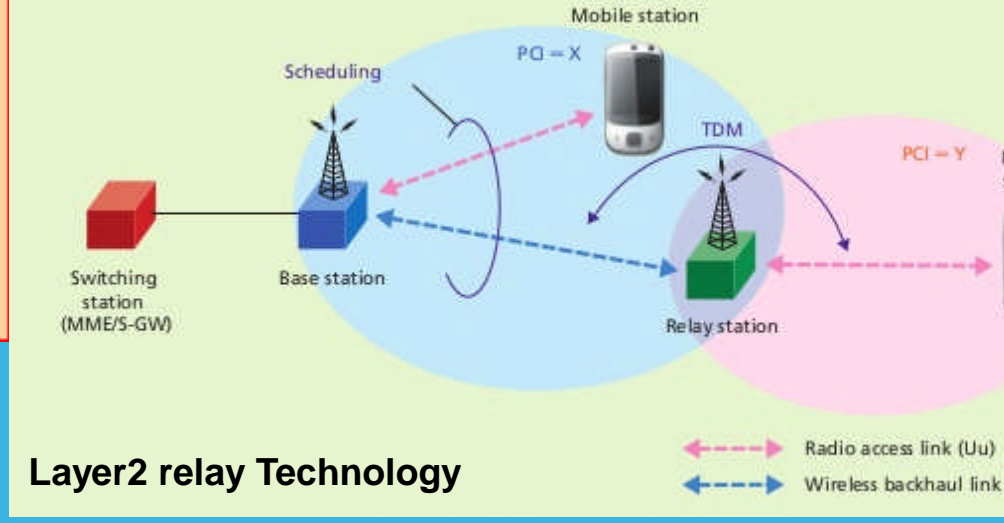 Mobile station
PCI = X
Scheduling
TDM
PCI = Y
Switching
station
(MME/S-GW)
Base station
Relay station
Layer2 relay Technology
Radio access link (Uu)
Wireless backhaul link